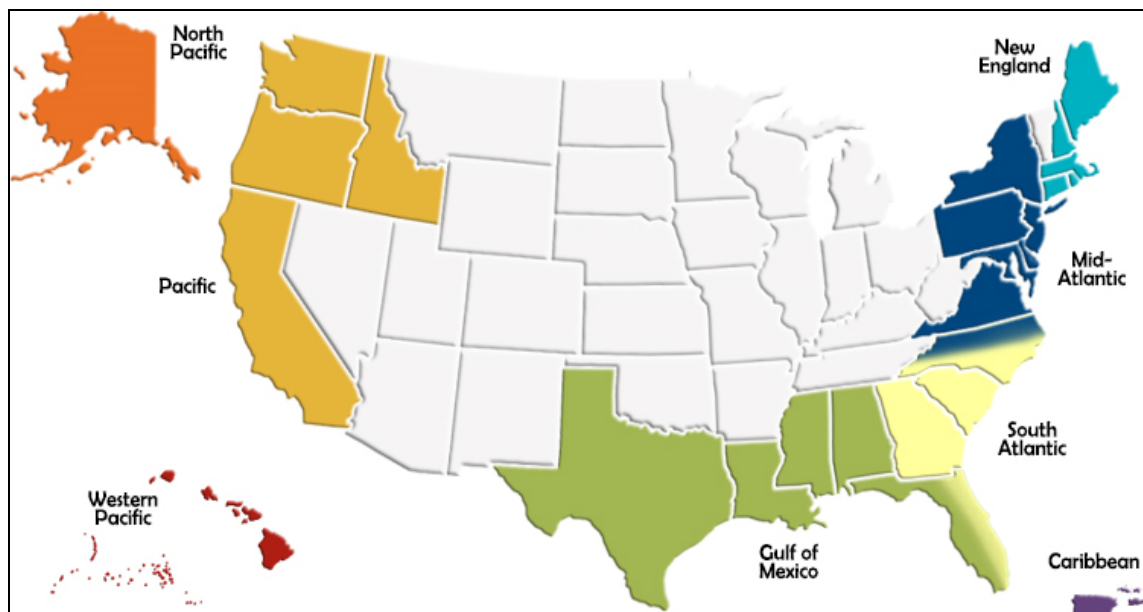 North
Pacific
New
England
Pacific
Mid-
Atlantic
South
Atlantic
Western
Pacific
Gulf of
Mexico
Caribbean